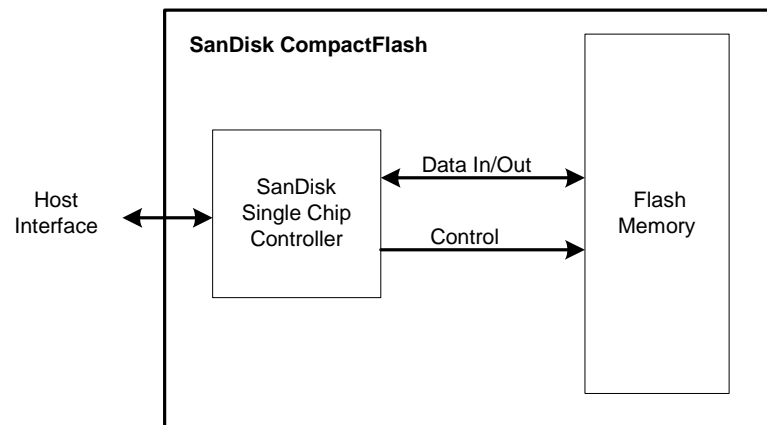 SanDisk CompactFlash
Host
Interface
SanDisk
Single Chip
Controller
Data In/Out
Control
Flash
Memory